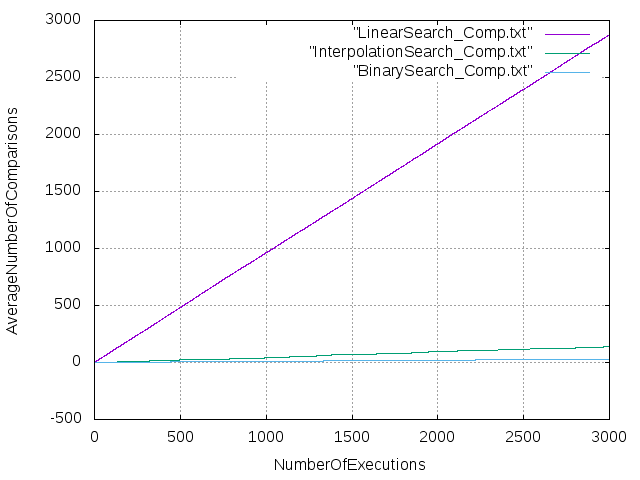 3000
2500
2000
1500
1000
500
0
-500
AverageNumberOfComparisons
"LinearSearch_Comp.txt"
"InterpolationSearch_Comp.txt"
"BinarySearch_Comp.txt"
0 500 1000 1500 2000 2500 3000
NumberOfExecutions